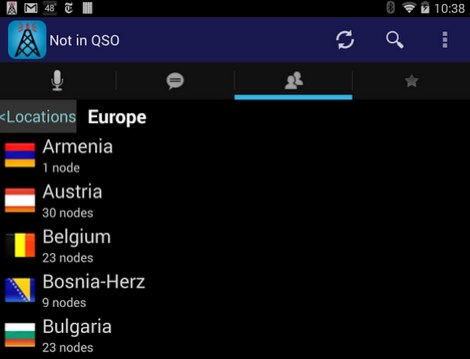 48°
10:38
Not in QSO
<Locations
Europe
Armenia
1 node
Austria
30 nodes
Belgium
23 nodes
Bosnia-Herz
9 nodes
Bulgaria
23 nodes